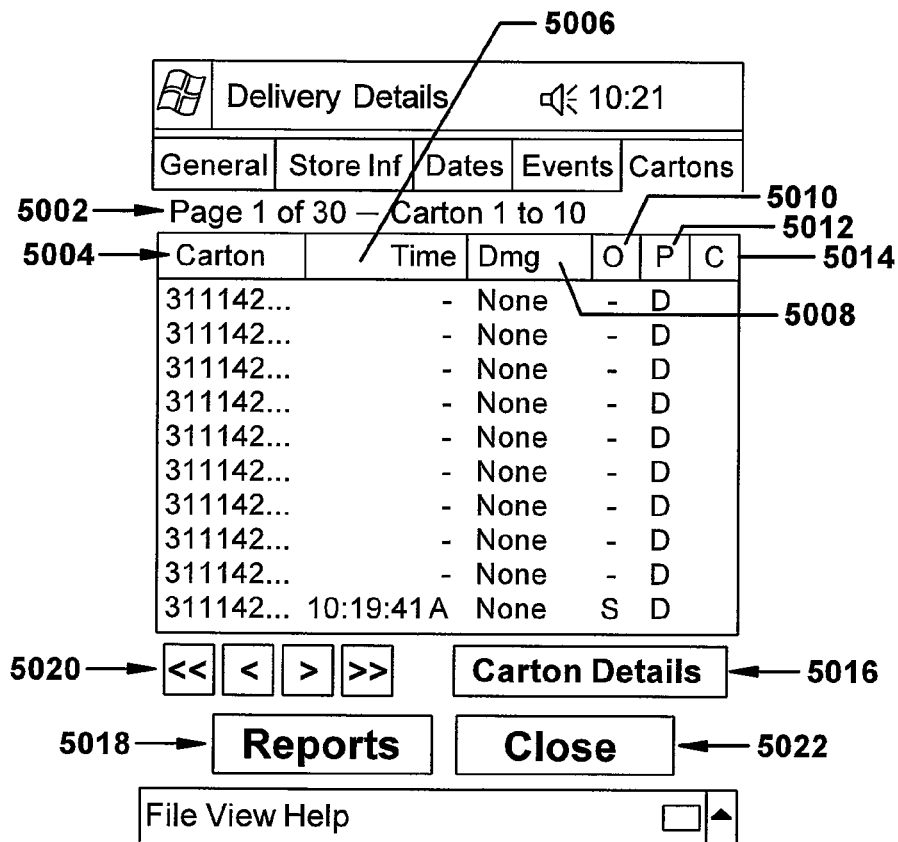 5006
Delivery Details 10:21
General Store Inf Dates Events Cartons
5010
5002 Page 1 of 30 – Carton 1 to 10
5012
5004 Carton Time Dmg O P C 5014
311142... - None - D
5008
311142... - None - D
311142... - None - D
311142... - None - D
311142... - None - D
311142... - None - D
311142... - None - D
311142... - None - D
311142... - None - D
311142... 10:19:41 A None S D
5020 << < > >> Carton Details 5016
5018 Reports Close 5022
File View Help